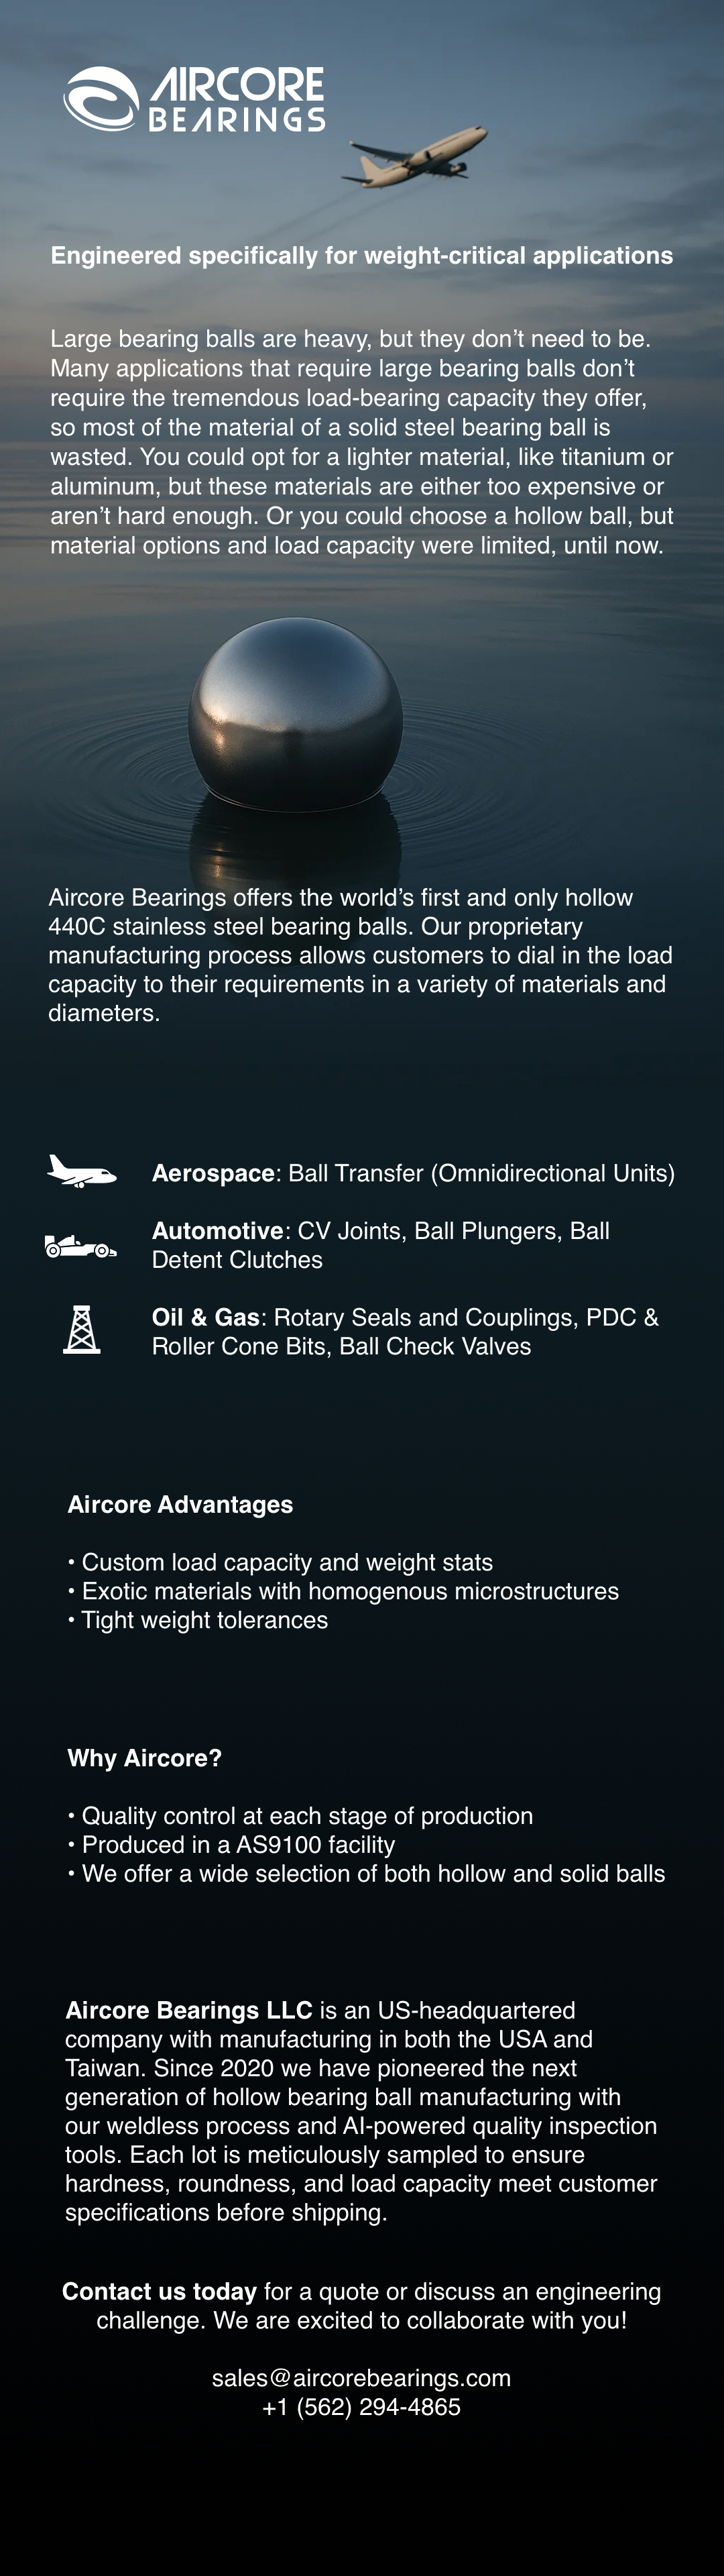 AIRCORE
BEARINGS
Engineered specifically for weight-critical applications
Large bearing balls are heavy, but they don’t need to be.
Many applications that require large bearing balls don’t
require the tremendous load-bearing capacity they offer,
so most of the material of a solid steel bearing ball is
wasted. You could opt for a lighter material, like titanium or
aluminum, but these materials are either too expensive or
aren’t hard enough. Or you could choose a hollow ball, but
material options and load capacity were limited, until now.
Aircore Bearings offers the world’s first and only hollow
440C stainless steel bearing balls. Our proprietary
manufacturing process allows customers to dial in the load
capacity to their requirements in a variety of materials and
diameters.
Aerospace: Ball Transfer (Omnidirectional Units)
Automotive: CV Joints, Ball Plungers, Ball
Detent Clutches
Oil & Gas: Rotary Seals and Couplings, PDC &
Roller Cone Bits, Ball Check Valves
Aircore Advantages
• Custom load capacity and weight stats
• Exotic materials with homogenous microstructures
• Tight weight tolerances
Why Aircore?
• Quality control at each stage of production
• Produced in a AS9100 facility
• We offer a wide selection of both hollow and solid balls
Aircore Bearings LLC is an US-headquartered
company with manufacturing in both the USA and
Taiwan. Since 2020 we have pioneered the next
generation of hollow bearing ball manufacturing with
our weldless process and AI-powered quality inspection
tools. Each lot is meticulously sampled to ensure
hardness, roundness, and load capacity meet customer
specifications before shipping.
Contact us today for a quote or discuss an engineering
challenge. We are excited to collaborate with you!
sales@aircorebearings.com
+1 (562) 294-4865